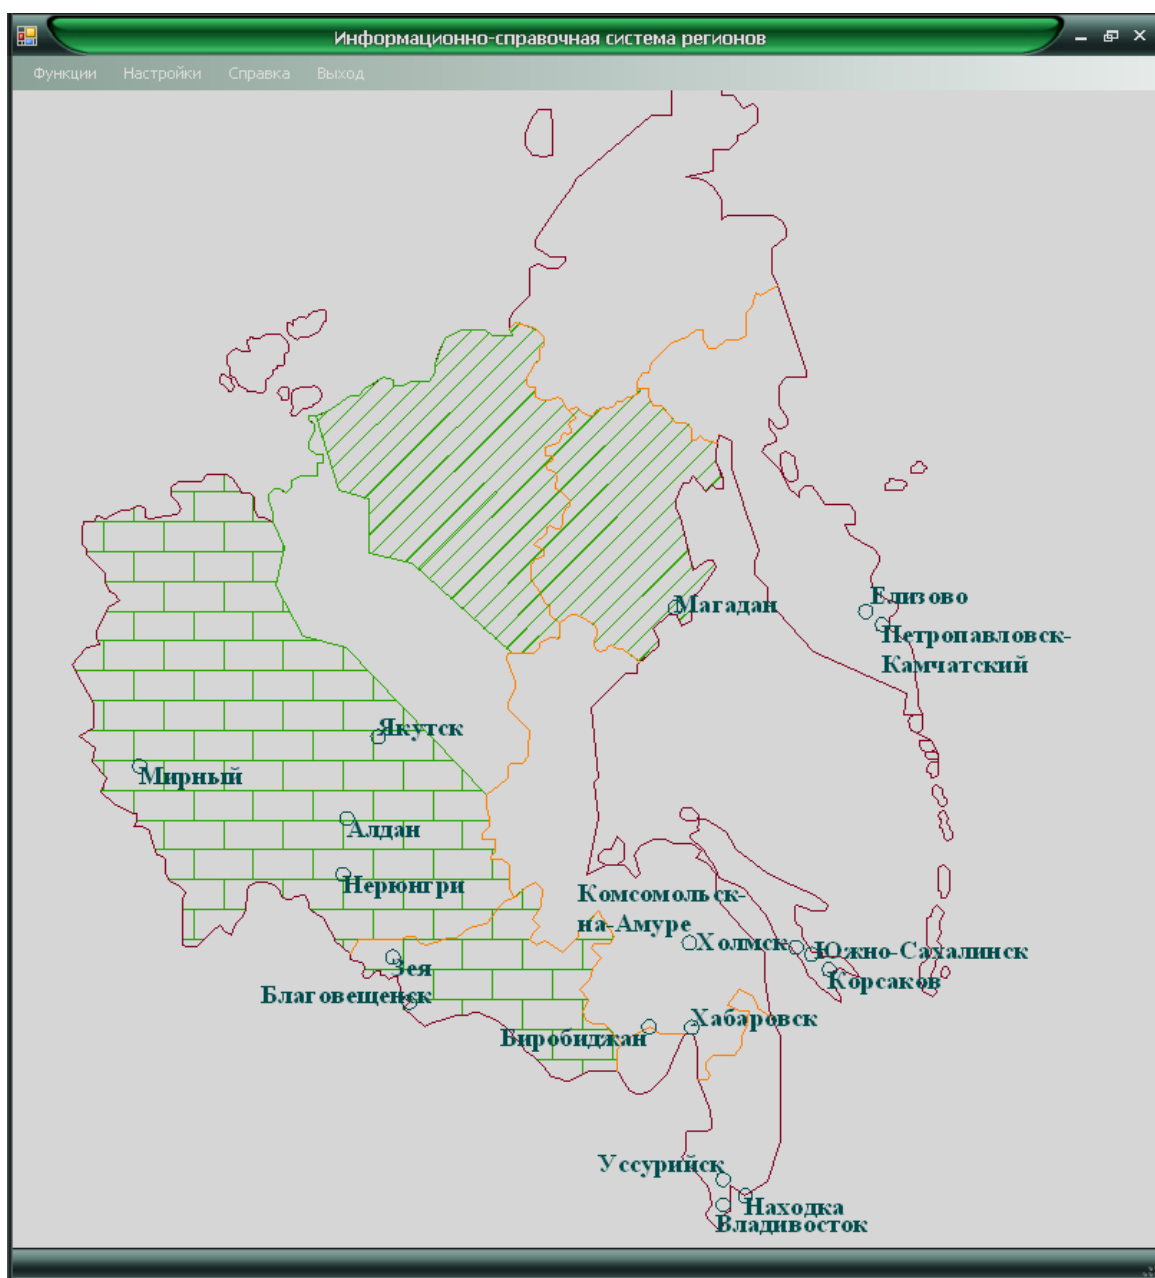 Информационно-справочная система регионов
Функции Настройки Справка Выход
Елизово
Магадан
Петропавловск-
Камчатский
Якутск
Мирный
Алдан
Нерюнгри
Комсомольск-
на-Амуре
Холмск
Южно-Сахалинск
Зея
Корсаков
Благовещенск
Хабаровск
Биробиджан
Уссурийск
Находка
Владивосток